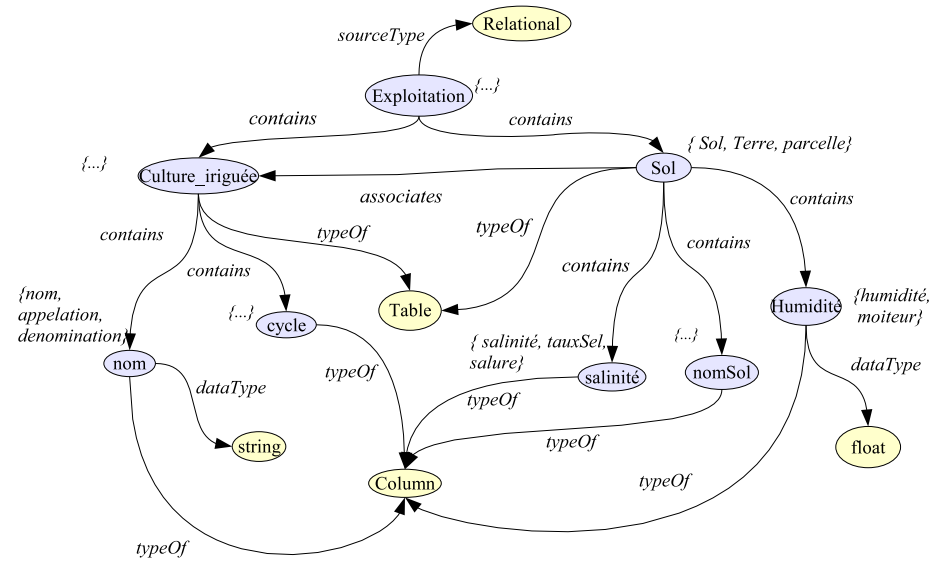 Relational
sourceType
Exploitation
{...}
contains
contains
{ Sol, Terre, parcelle}
{...}
Culture_iriguée
Sol
associates
contains
contains
typeOf
typeOf
contains
contains
contains
{nom,
appelation,
denomination}
{...}
cycle
Table
Humidité
{humidité,
moiteur}
{ salinité, tauxSel,
salure}
{...}
nom
dataType
typeOf
salinité
nomSol
dataType
typeOf
typeOf
string
Column
float
typeOf
typeOf